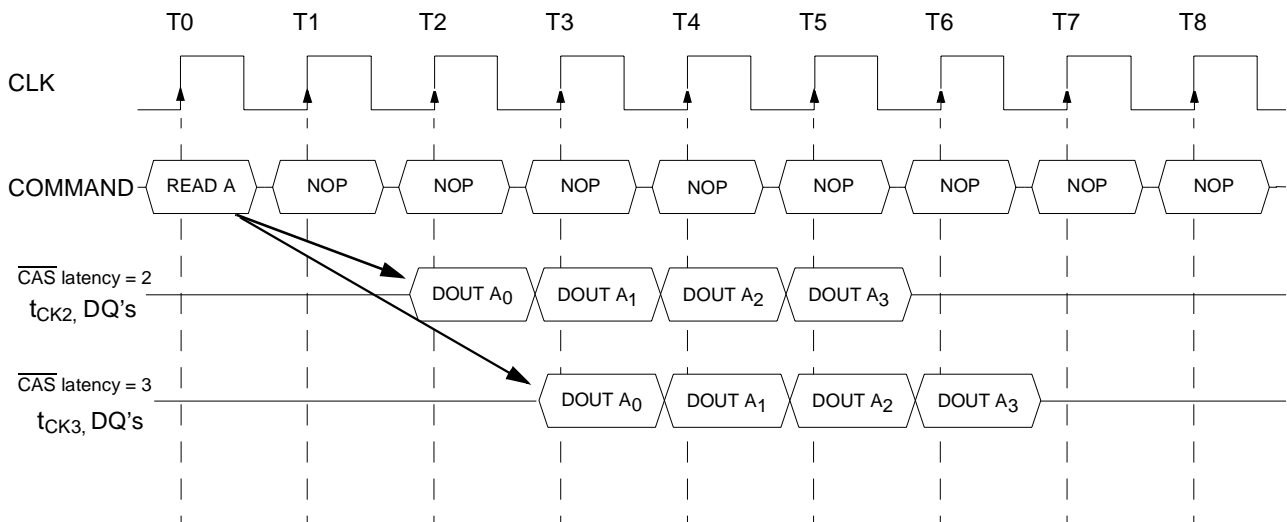 T0 T1 T2 T3 T4 T5 T6 T7 T8
CLK
COMMAND READ A NOP NOP NOP NOP NOP NOP NOP NOP
CAS latency = 2
tCK2, DQ's DOUT A0 DOUT A1 DOUT A2 DOUT A3
CAS latency = 3
tCK3, DQ's DOUT A0 DOUT A1 DOUT A2 DOUT A3